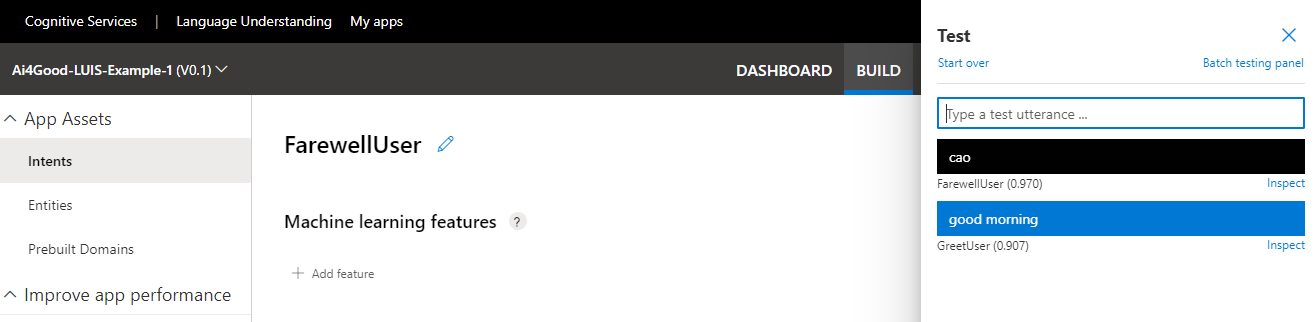 Cognitive Services | Language Understanding My apps
Ai4Good-LUIS-Example-1 (V0.1)
DASHBOARD BUILD
App Assets
Intents
Entities
Prebuilt Domains
Improve app performance
FarewellUser
Machine learning features ?
Add feature
Test
Start over Batch testing panel
Type a test utterance ...
cao
FarewellUser (0.970) Inspect
good morning
GreetUser (0.907) Inspect